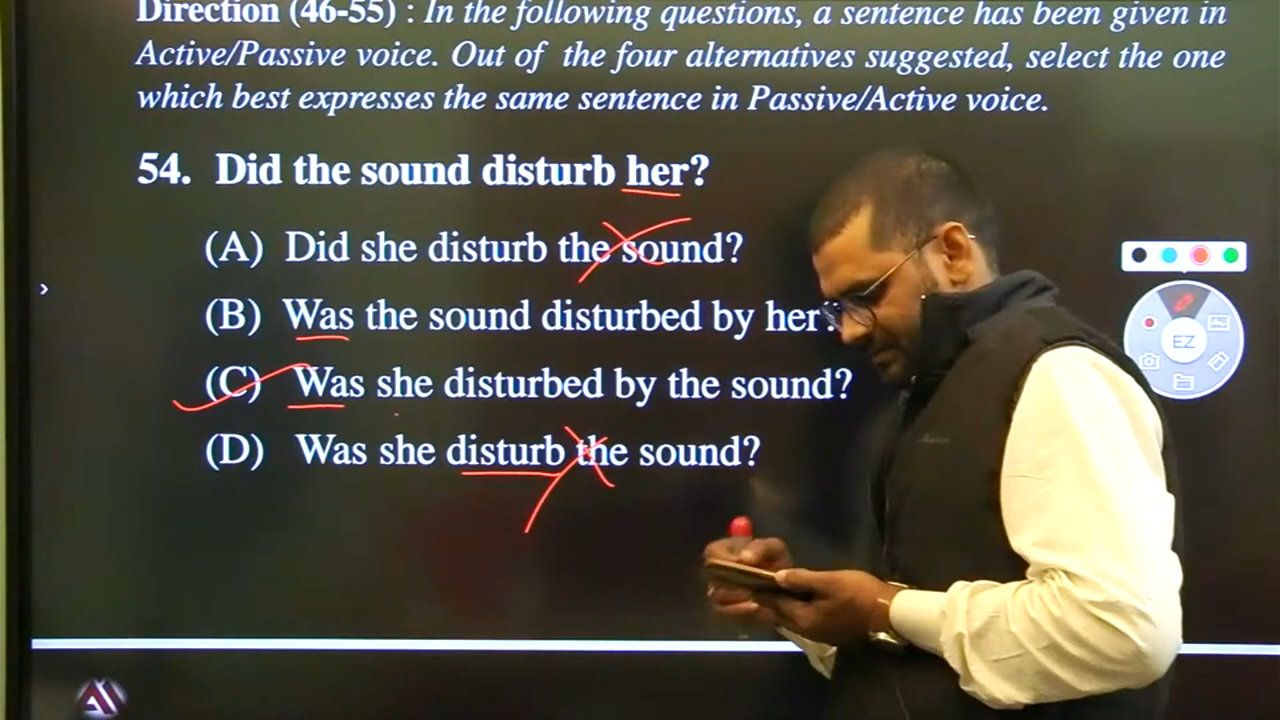 Direction (46-55) : In the following questions, a sentence has been given in
Active/Passive voice. Out of the four alternatives suggested, select the one
which best expresses the same sentence in Passive/Active voice.
54. Did the sound disturb her?
(A) Did she disturb the sound?
(B) Was the sound disturbed by her?
(C) Was she disturbed by the sound?
(D) Was she disturb the sound?
EZ